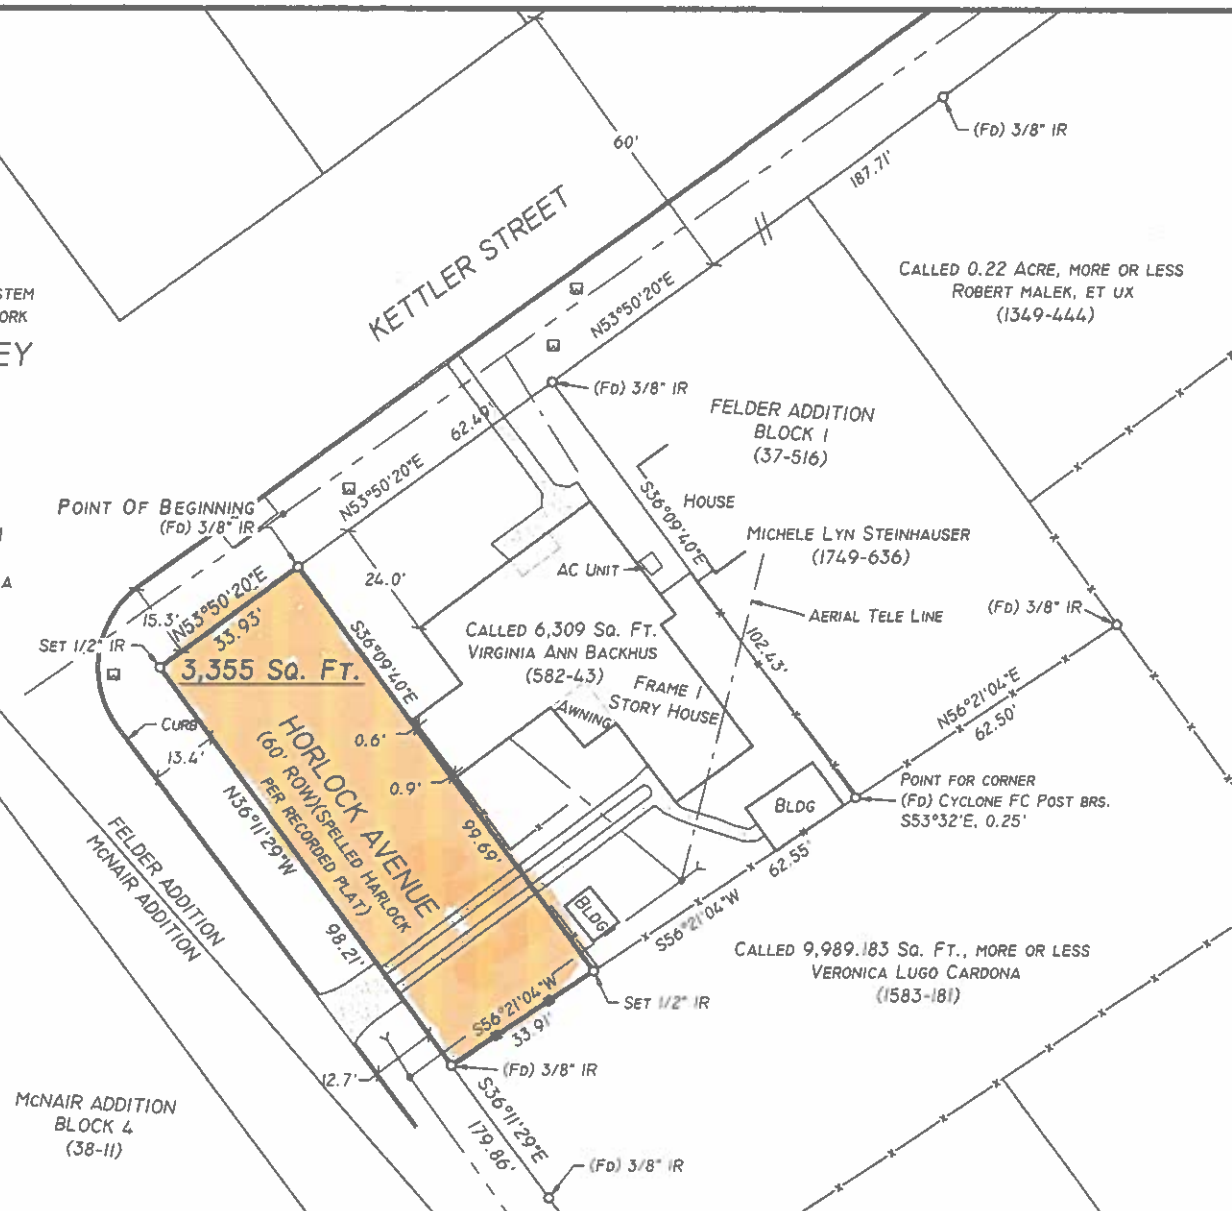 60'
(FD) 3/8" IR
187.71'
KETTLER STREET
CALLED 0.22 ACRE, MORE OR LESS
ROBERT MALEK, ET UX
(1349-444)
STEM
ORK
EY
N53°50'20"E
(FD) 3/8" IR
FELDER ADDITION
BLOCK 1
(37-516)
62.49'
N53°50'20"E
POINT OF BEGINNING
(FD) 3/8" IR
S36°09'40"E
HOUSE
MICHELE LYN STEINHAUSER
(1749-636)
AC UNIT
24.0'
A
AERIAL TELE LINE
(FD) 3/8" IR
15.3'
N53°50'20"E
33.93'
SET 1/2" IR
3,355 SQ. FT.
S36°09'40"E
CALLED 6,309 SQ. FT.
VIRGINIA ANN BACKHUS
(582-43)
FRAME 1
STORY HOUSE
AWNING
102.43'
N56°21'04"E
62.50'
CURB
13.4'
0.6'
0.9'
HORLOCK AVENUE
(60' ROW)(SPELLED HARLOCK
PER RECORDED PLAT)
N36°11'29"W
98.21'
99.69'
BLDG
POINT FOR CORNER
(FD) CYCLONE FC POST BRS.
S53°32'E, 0.25'
62.55'
S56°21'04"W
BLDG
FELDER ADDITION
MCNAIR ADDITION
CALLED 9,989.183 SQ. FT., MORE OR LESS
VERONICA LUGO CARDONA
(1583-181)
SET 1/2" IR
S56°21'04"W
33.91'
12.7'
(FD) 3/8" IR
S36°11'29"E
179.86'
MCNAIR ADDITION
BLOCK 4
(38-11)
(FD) 3/8" IR